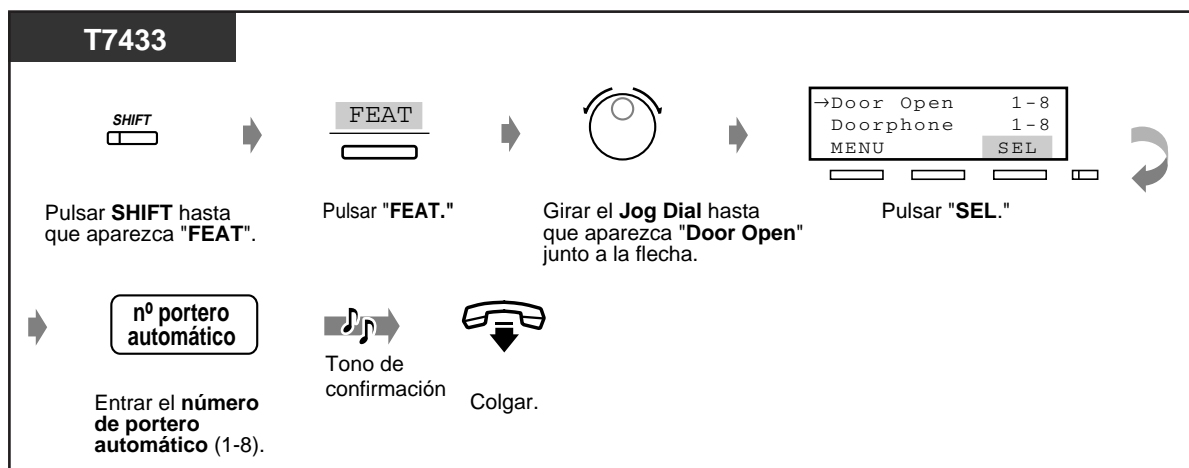 T7433
SHIFT
FEAT
→Door Open 1-8
Doorphone 1-8
MENU SEL
Pulsar SHIFT hasta
que aparezca "FEAT".
Pulsar "FEAT."
Girar el Jog Dial hasta
que aparezca "Door Open"
junto a la flecha.
Pulsar "SEL."
nº portero
automático
Entrar el número
de portero
automático (1-8).
Tono de
confirmación
Colgar.